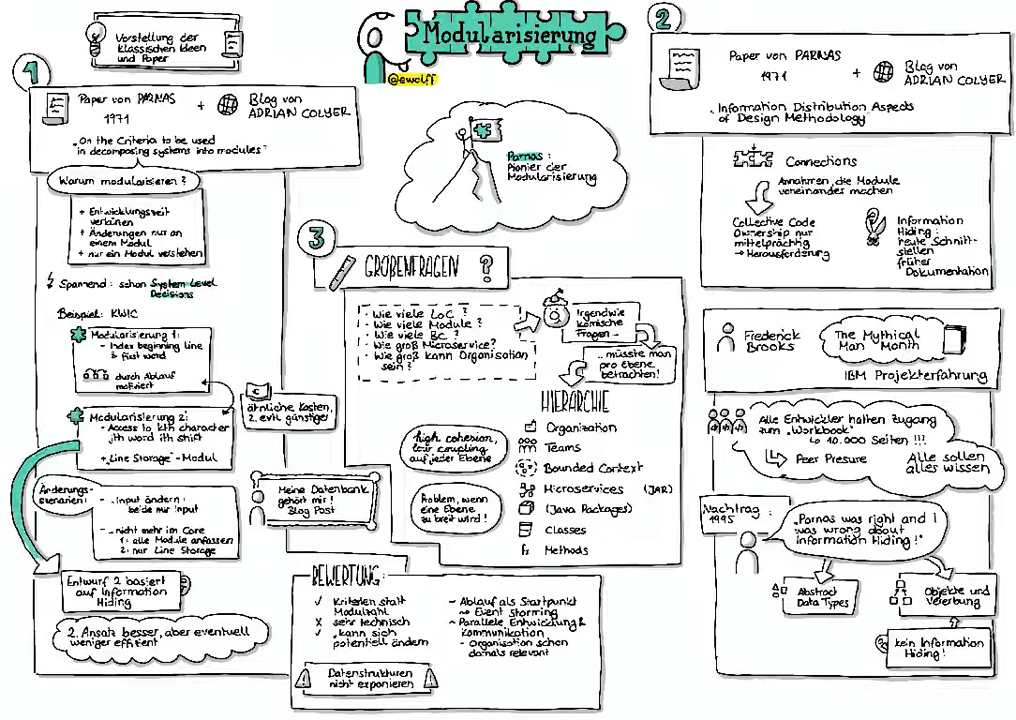 Modularisierung
@ewolff
Vorstellung der
klassischen Ideen
und Paper
1
Paper von PARNAS
1971
+
Blog von
ADRIAN COLYER
"On the Criteria to be used
in decomposing systems into modules"
Warum modularisieren?
+ Entwicklungszeit
verkürzen
+ Änderungen nur an
einem Modul
+ nur ein Modul verstehen
Spannend: schon System Level
Decisions
Beispiel: KWIC
Modularisierung 1:
- Index beginning line
& first word
durch Ablauf
motiviert
Modularisierung 2:
- Access to kth character
jth word ith shift
+ "Line Storage"-Modul
ähnliche Kosten,
2. evtl. günstiger
Änderungs-
szenarien:
- Input ändern:
beide nur Input
- nicht mehr im Core
1: alle Module anfassen
2: nur Line Storage
Meine Datenbank
gehört mir!
Blog Post
Entwurf 2 basiert
auf Information
Hiding
2. Ansatz besser, aber eventuell
weniger effizient
Parnas:
Pionier der
Modularisierung
2
Paper von PARNAS
1971
+
Blog von
ADRIAN COLYER
"Information Distribution Aspects
of Design Methodology"
Connections
Annahmen, die Module
voneinander machen
Collective Code
Ownership nur
mittelprächtig
→ Herausforderung
Information
Hiding:
heute Schnitt-
stellen
früher
Dokumentation
Frederick
Brooks
The Mythical
Man Month
IBM Projekterfahrung
Alle Entwickler hatten Zugang
zum "Workbook"
↳ 10.000 Seiten !!!
Peer Presure
Alle sollen
alles wissen
Nachtrag:
1995
"Parnas was right and I
was wrong about
information Hiding!"
Abstract
Data Types
Objekte und
Vererbung
kein Information
Hiding!
3
GRÖßENFRAGEN ?
- Wie viele LoC ?
- Wie viele Module ?
- Wie viele BC ?
- Wie groß Microservice?
- Wie groß kann Organisation
sein?
Irgendwie
komische
Fragen...
...müsste man
pro Ebene
betrachten!
HIERARCHIE
Organization
Teams
Bounded Context
Microservices (JAR)
(Java Packages)
Classes
fx Methods
high cohesion,
low coupling
auf jeder Ebene
Problem, wenn
eine Ebene
zu breit wird!
BEWERTUNG:
✓ Kriterien statt
Modulzahl
x sehr technisch
✓ "kann sich
potentiell ändern
- Ablauf als Startpunkt
→ Event storming
- Parallele Entwicklung &
Kommunikation
- Organisation schon
damals relevant
Datenstrukturen
nicht exponieren